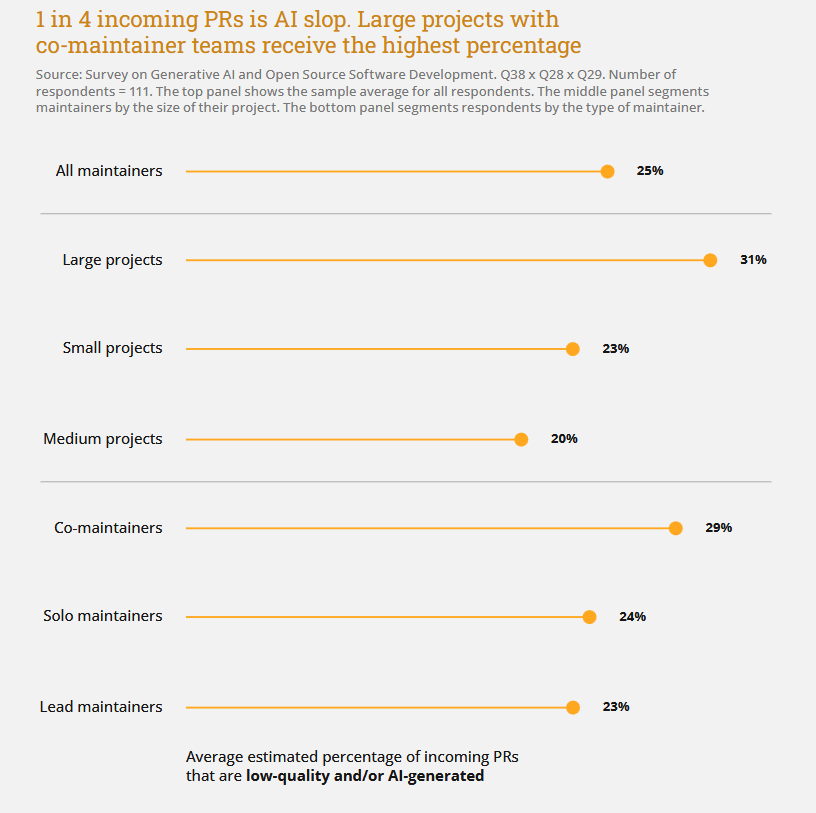 1 in 4 incoming PRs is AI slop. Large projects with
co-maintainer teams receive the highest percentage
Source: Survey on Generative AI and Open Source Software Development. Q38 x Q28 x Q29. Number of
respondents = 111. The top panel shows the sample average for all respondents. The middle panel segments
maintainers by the size of their project. The bottom panel segments respondents by the type of maintainer.
All maintainers 25%
Large projects 31%
Small projects 23%
Medium projects 20%
Co-maintainers 29%
Solo maintainers 24%
Lead maintainers 23%
Average estimated percentage of incoming PRs
that are low-quality and/or AI-generated